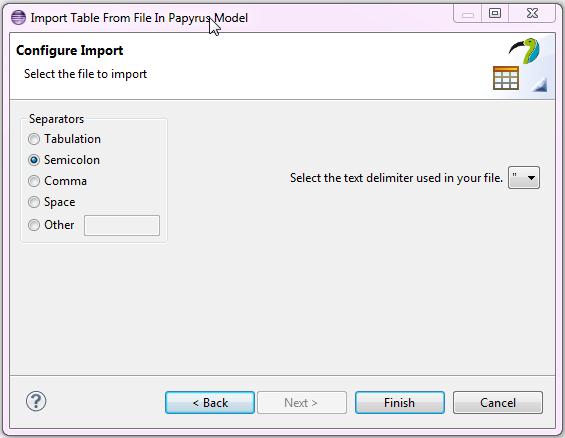 Import Table From File In Papyrus Model
Configure Import
Select the file to import
Separators
Tabulation
Semicolon
Comma
Space
Other
Select the text delimiter used in your file. "
?
< Back Next > Finish Cancel